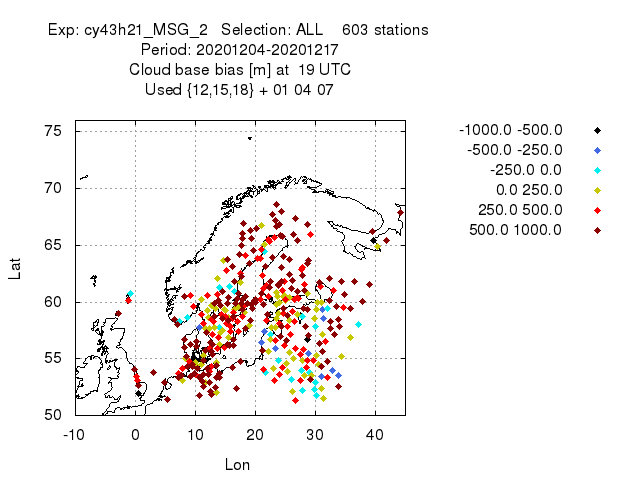 Exp: cy43h21_MSG_2 Selection: ALL 603 stations
Period: 20201204-20201217
Cloud base bias [m] at 19 UTC
Used {12,15,18} + 01 04 07
-1000.0 -500.0
-500.0 -250.0
-250.0 0.0
0.0 250.0
250.0 500.0
500.0 1000.0
75
70
65
60
55
50
Lat
-10 0 10 20 30 40
Lon